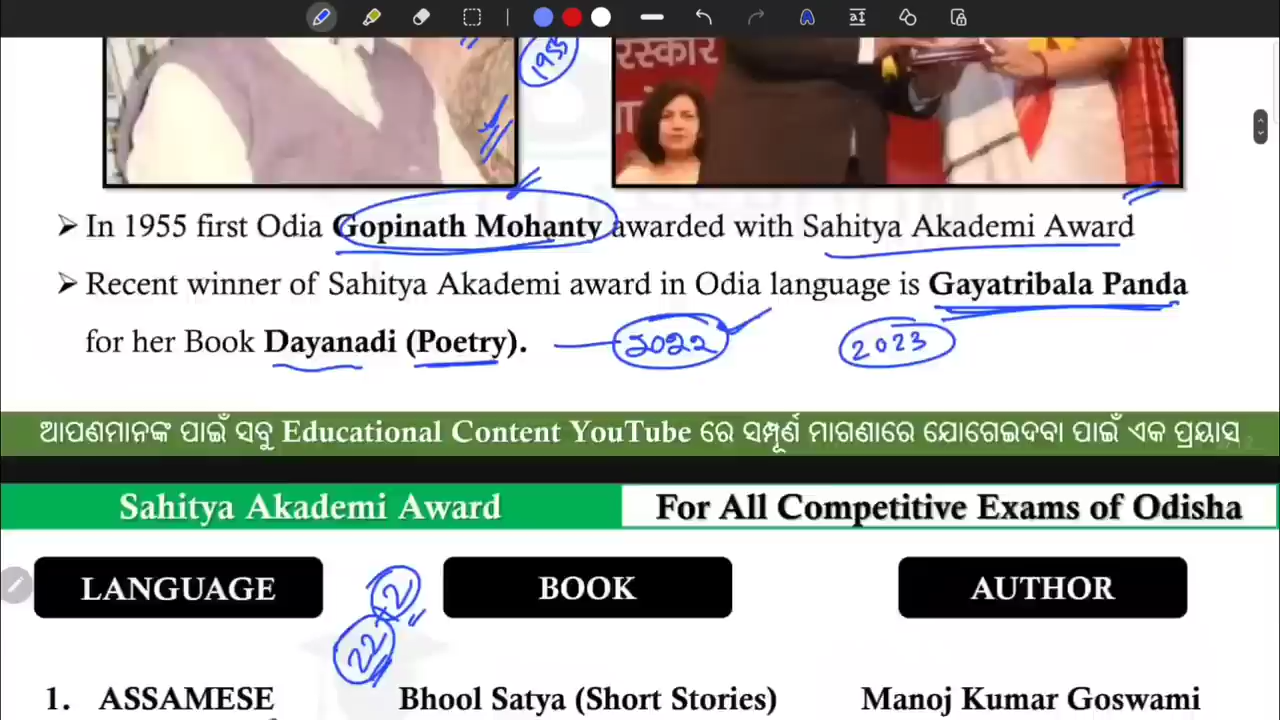 रस्कार
1955
➢ In 1955 first Odia Gopinath Mohanty awarded with Sahitya Akademi Award
➢ Recent winner of Sahitya Akademi award in Odia language is Gayatribala Panda
for her Book Dayanadi (Poetry). 2022 2023
ଆପଣମାନଙ୍କ ପାଇଁ ସବୁ Educational Content YouTube ରେ ସମ୍ପୂର୍ଣ ମାଗଣାରେ ଯୋଗେଇଦବା ପାଇଁ ଏକ ପ୍ରୟାସ
Sahitya Akademi Award For All Competitive Exams of Odisha
LANGUAGE BOOK AUTHOR
22+2
1. ASSAMESE Bhool Satya (Short Stories) Manoj Kumar Goswami